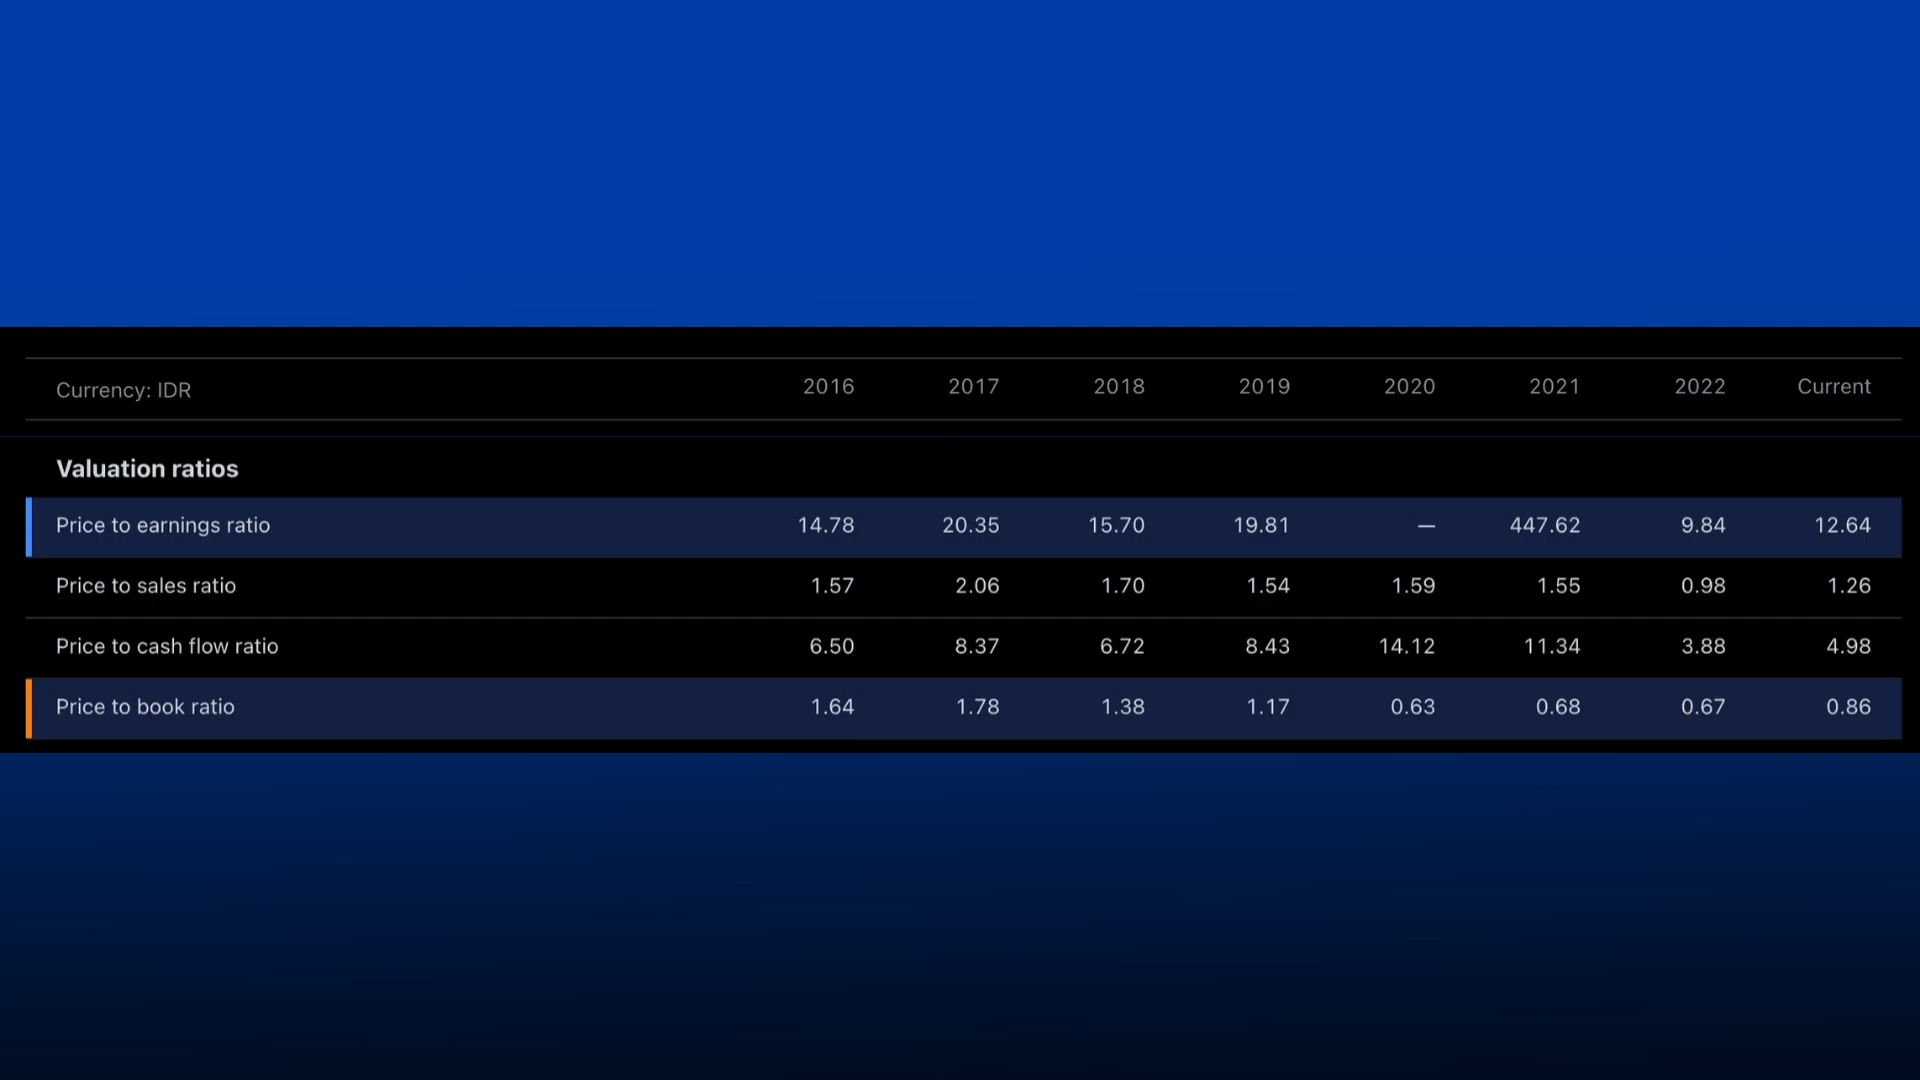 Currency: IDR 2016 2017 2018 2019 2020 2021 2022 Current
Valuation ratios
Price to earnings ratio 14.78 20.35 15.70 19.81 — 447.62 9.84 12.64
Price to sales ratio 1.57 2.06 1.70 1.54 1.59 1.55 0.98 1.26
Price to cash flow ratio 6.50 8.37 6.72 8.43 14.12 11.34 3.88 4.98
Price to book ratio 1.64 1.78 1.38 1.17 0.63 0.68 0.67 0.86